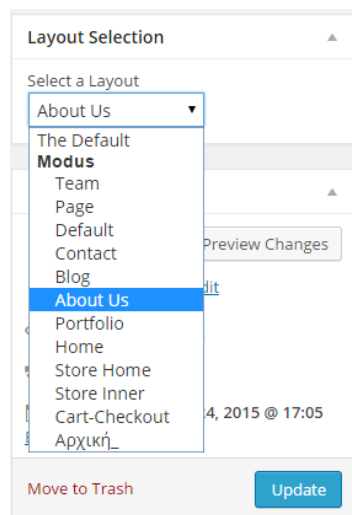 Layout Selection
Select a Layout
About Us
The Default
Modus
Team
Page
Default
Contact
Preview Changes
Blog
About Us
Portfolio
Home
Store Home
Store Inner
Cart-Checkout
4, 2015 @ 17:05
Αρχική_
Move to Trash
Update